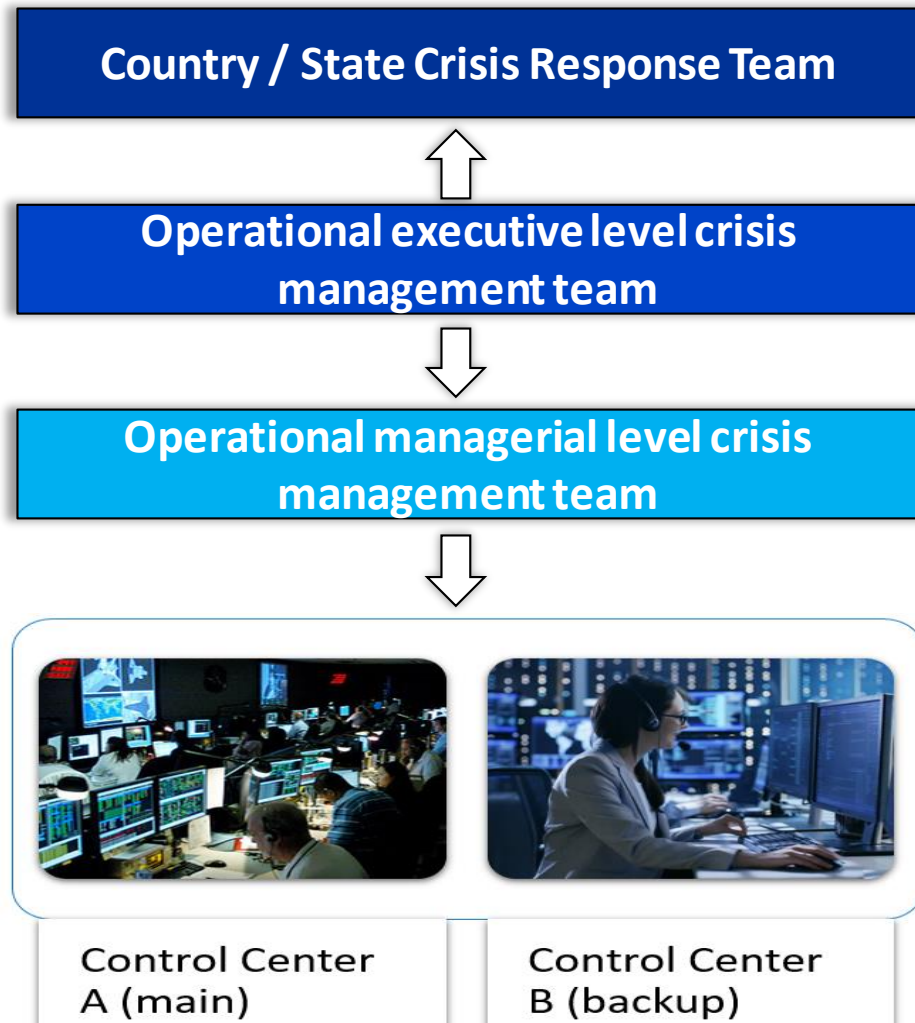 Country / State Crisis Response Team
Operational executive level crisis
management team
Operational managerial level crisis
management team
Control Center
A (main)
Control Center
B (backup)